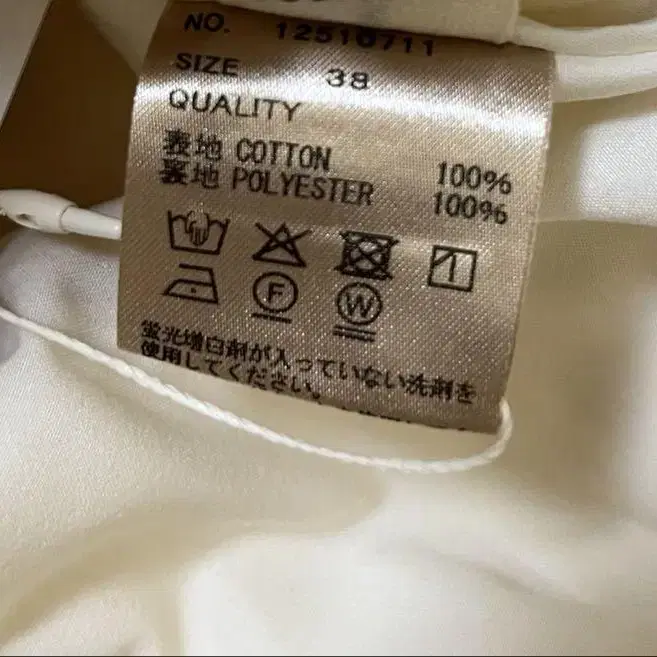 NO. 12510711
SIZE 38
QUALITY
表地 COTTON 100%
裏地 POLYESTER 100%
F
W
蛍光増白剤が入っていない洗剤を
使用してください。